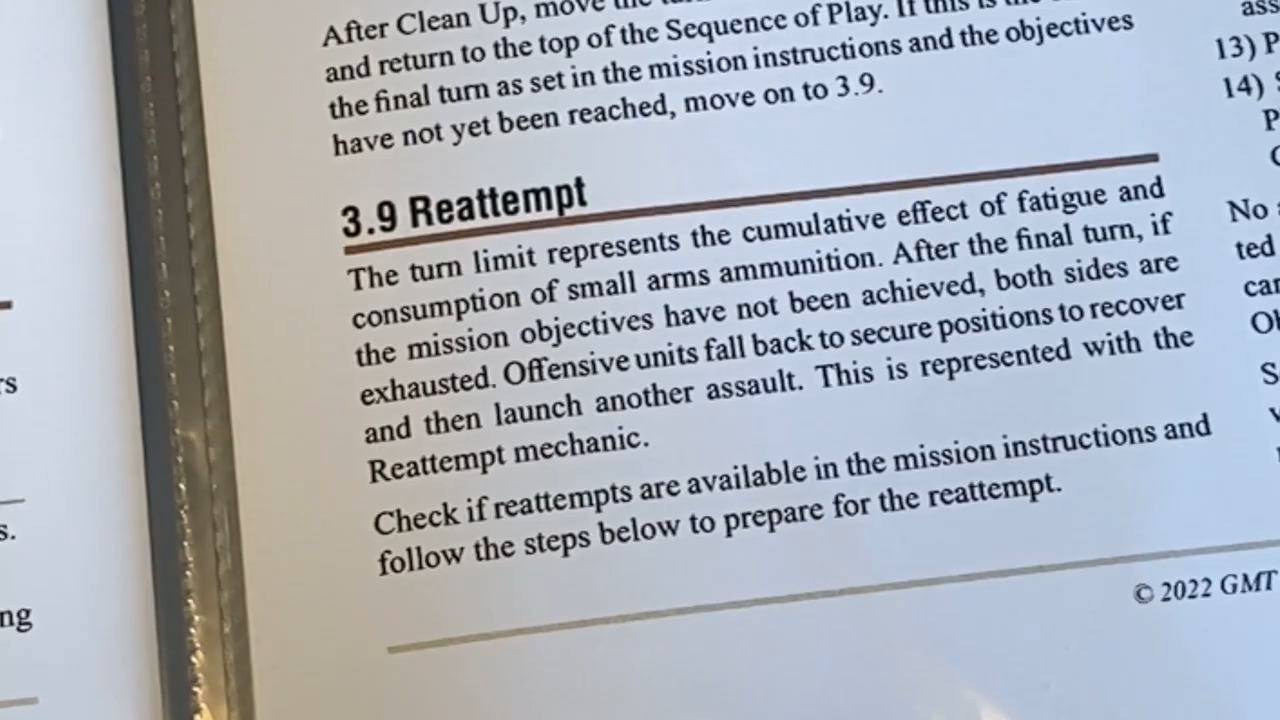 After Clean Up, move the
and return to the top of the Sequence of Play. If this is
the final turn as set in the mission instructions and the objectives
have not yet been reached, move on to 3.9.
3.9 Reattempt
The turn limit represents the cumulative effect of fatigue and
consumption of small arms ammunition. After the final turn, if
the mission objectives have not been achieved, both sides are
exhausted. Offensive units fall back to secure positions to recover
and then launch another assault. This is represented with the
Reattempt mechanic.
Check if reattempts are available in the mission instructions and
follow the steps below to prepare for the reattempt.
© 2022 GMT
rs
s.
ng
13) P
14)
P
No
ted